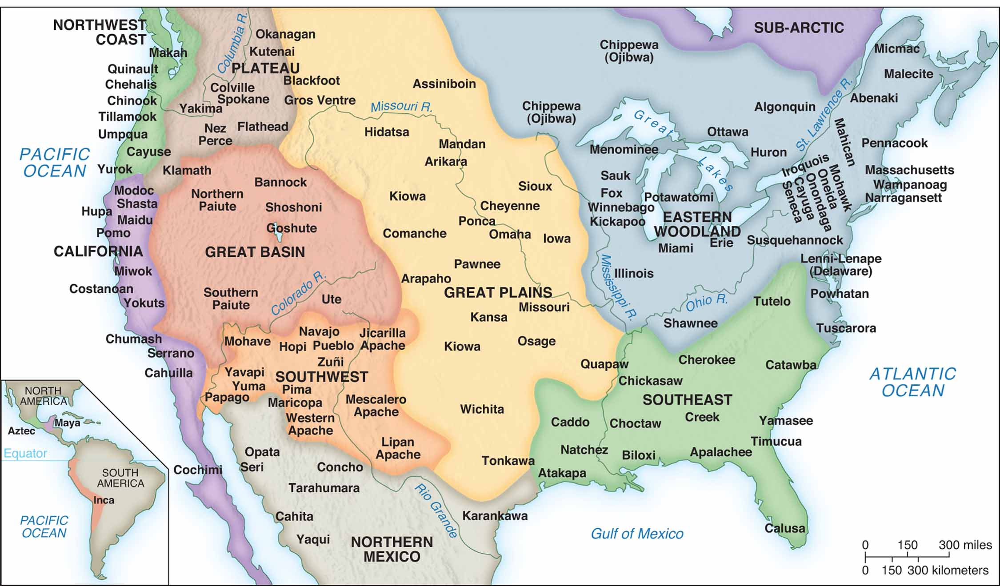 NORTHWEST
COAST
Makah
Quinault
Chehalis
Chinook
Tillamook
Umpqua
Cayuse
Yurok
PACIFIC
OCEAN
Columbia R.
Okanagan
Kutenai
PLATEAU
Colville
Spokane
Yakima
Nez
Perce
Flathead
Klamath
Blackfoot
Gros Ventre
Assiniboin
Missouri R.
Hidatsa
Mandan
Arikara
Sioux
Kiowa
Cheyenne
Ponca
Comanche
Omaha
Iowa
Pawnee
Arapaho
GREAT PLAINS
Missouri
Kansa
Kiowa
Osage
Quapaw
Wichita
Tonkawa
Modoc
Shasta
Hupa
Maidu
Pomo
CALIFORNIA
Miwok
Costanoan
Yokuts
Chumash
Serrano
Cahuilla
Cochimi
Bannock
Northern
Paiute
Shoshoni
Goshute
GREAT BASIN
Southern
Paiute
Colorado R.
Ute
Mohave
Navajo
Hopi
Pueblo
Jicarilla
Apache
Zuñi
Yavapi
SOUTHWEST
Yuma
Pima
Papago
Maricopa
Mescalero
Apache
Western
Apache
Lipan
Apache
Opata
Seri
Concho
Tarahumara
Cahita
Yaqui
NORTHERN
MEXICO
Rio Grande
Karankawa
SUB-ARCTIC
Chippewa
(Ojibwa)
Chippewa
(Ojibwa)
Micmac
Malecite
Abenaki
Algonquin
St. Lawrence R.
Ottawa
Great
Lakes
Menominee
Huron
Mahican
Pennacook
Iroquois
Mohawk
Oneida
Onondaga
Cayuga
Seneca
Massachusetts
Wampanoag
Narragansett
Sauk
Fox
Winnebago
Kickapoo
Potawatomi
EASTERN
WOODLAND
Miami
Erie
Susquehannock
Lenni-Lenape
(Delaware)
Illinois
Mississippi R.
Ohio R.
Shawnee
Powhatan
Tuscarora
Tutelo
Cherokee
Catawba
Chickasaw
SOUTHEAST
Creek
Yamasee
Caddo
Choctaw
Timucua
Natchez
Biloxi
Apalachee
Atakapa
Calusa
ATLANTIC
OCEAN
Gulf of Mexico
0 150 300 miles
0 150 300 kilometers
NORTH
AMERICA
Maya
Aztec
Equator
SOUTH
AMERICA
Inca
PACIFIC
OCEAN